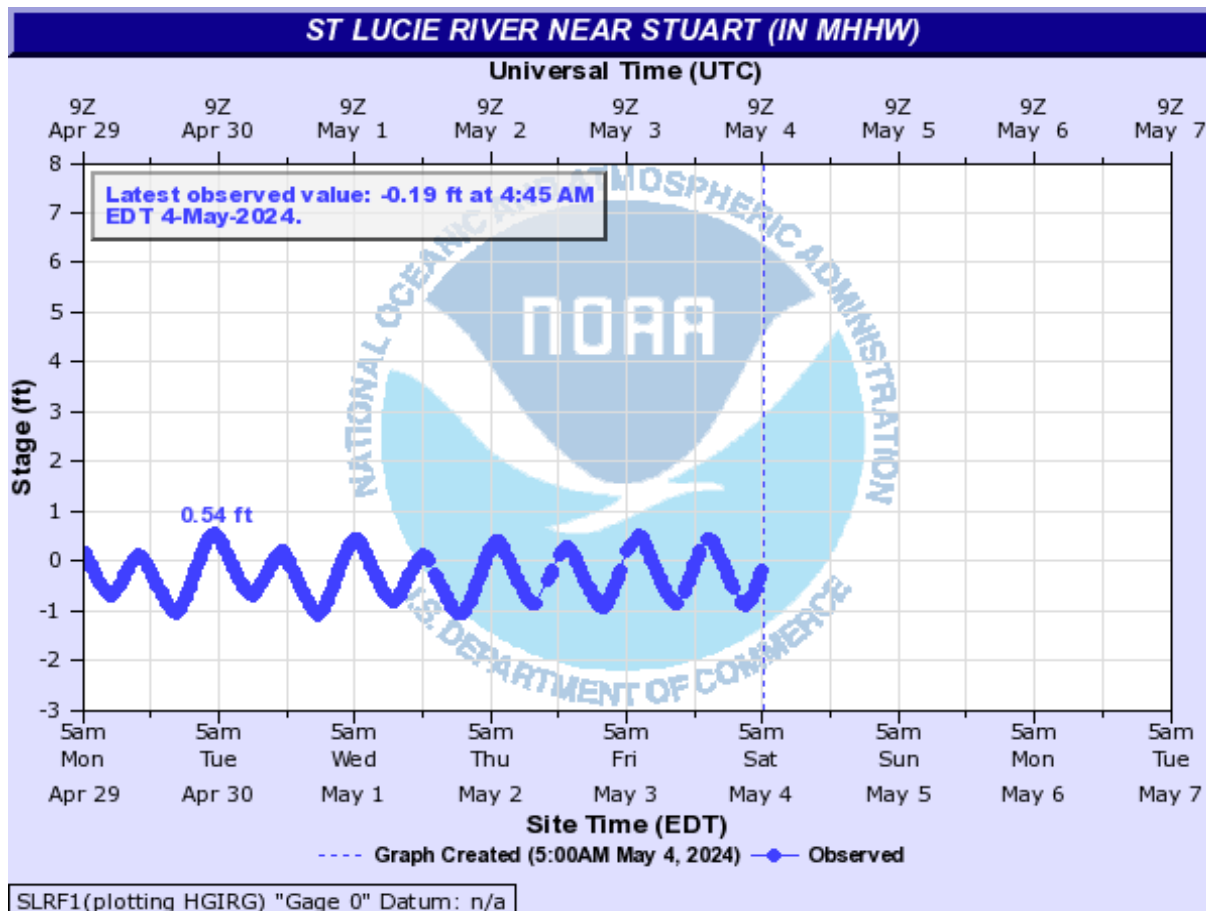 ST LUCIE RIVER NEAR STUART (IN MHHW)
Universal Time (UTC)
9Z 9Z 9Z 9Z 9Z 9Z 9Z 9Z 9Z
Apr 29 Apr 30 May 1 May 2 May 3 May 4 May 5 May 6 May 7
Latest observed value: -0.19 ft at 4:45 AM
EDT 4-May-2024.
NATIONAL OCEANIC AND ATMOSPHERIC ADMINISTRATION
NOAA
U.S. DEPARTMENT OF COMMERCE
Stage (ft)
8
7
6
5
4
3
2
1
0
-1
-2
-3
0.54 ft
5am 5am 5am 5am 5am 5am 5am 5am 5am
Mon Tue Wed Thu Fri Sat Sun Mon Tue
Apr 29 Apr 30 May 1 May 2 May 3 May 4 May 5 May 6 May 7
Site Time (EDT)
Graph Created (5:00AM May 4, 2024) Observed
SLRF1(plotting HGIRG) "Gage 0" Datum: n/a